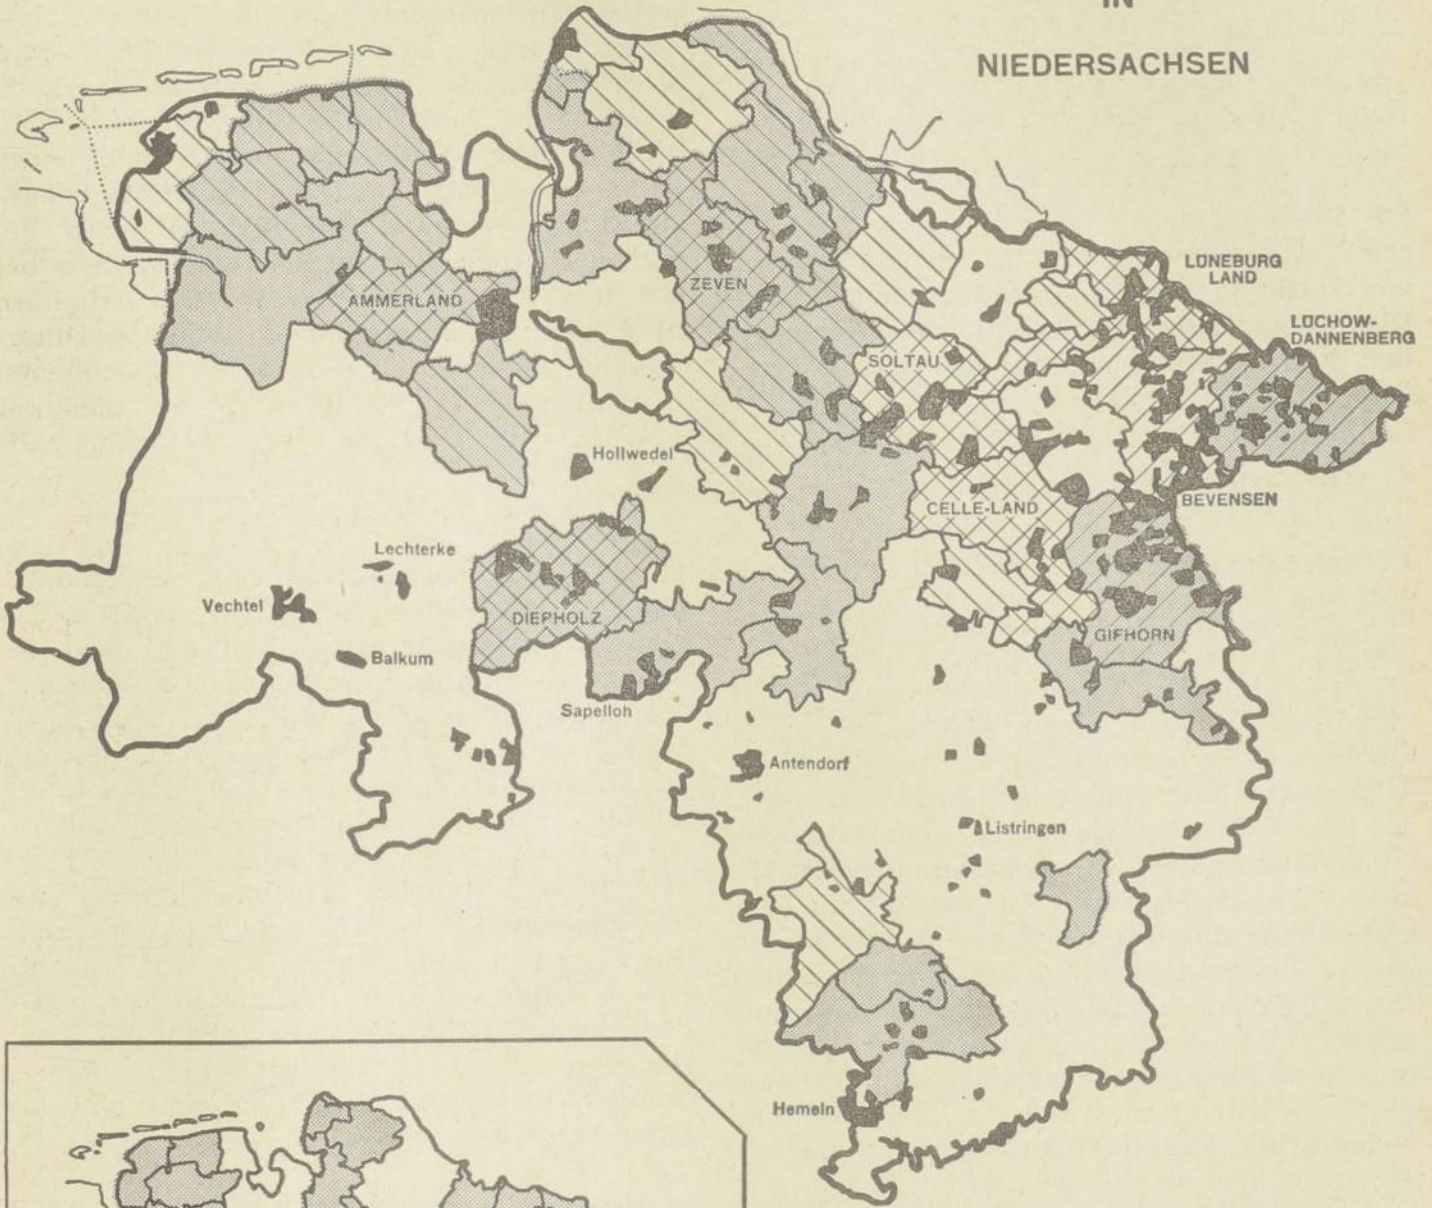 IN
NIEDERSACHSEN
LÜNEBURG
LAND
LÜCHOW-
DANNENBERG
AMMERLAND
ZEVEN
SOLTAU
Hollwedel
CELLE-LAND
BEVENSEN
Lechterke
Vechtel
DIEPHOLZ
GIFHORN
Balkum
Sapelloh
Antendorf
Listringen
Hemeln